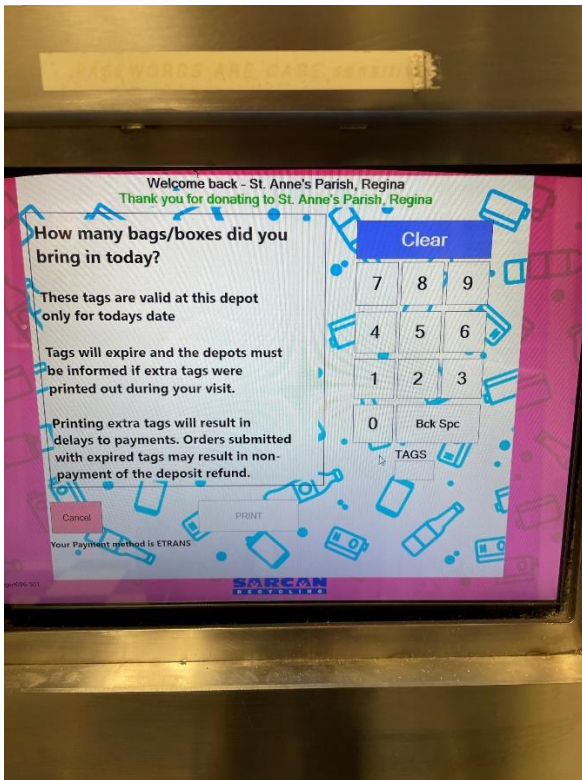 PASSWORDS ARE CASE sensiti
Welcome back - St. Anne's Parish, Regina
Thank you for donating to St. Anne's Parish, Regina
How many bags/boxes did you
bring in today?
These tags are valid at this depot
only for todays date
Tags will expire and the depots must
be informed if extra tags were
printed out during your visit.
Printing extra tags will result in
delays to payments. Orders submitted
with expired tags may result in non-
payment of the deposit refund.
Clear
7 8 9
4 5 6
1 2 3
0 Bck Spc
TAGS
Cancel
PRINT
Your Payment method is ETRANS
SARCAN
RECYCLING